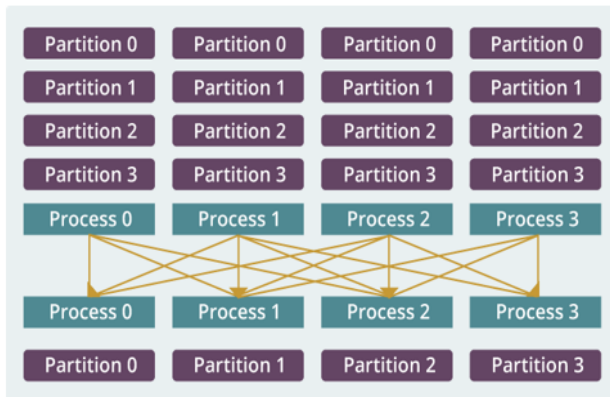 Partition 0 Partition 0 Partition 0 Partition 0
Partition 1 Partition 1 Partition 1 Partition 1
Partition 2 Partition 2 Partition 2 Partition 2
Partition 3 Partition 3 Partition 3 Partition 3
Process 0 Process 1 Process 2 Process 3
Process 0 Process 1 Process 2 Process 3
Partition 0 Partition 1 Partition 2 Partition 3